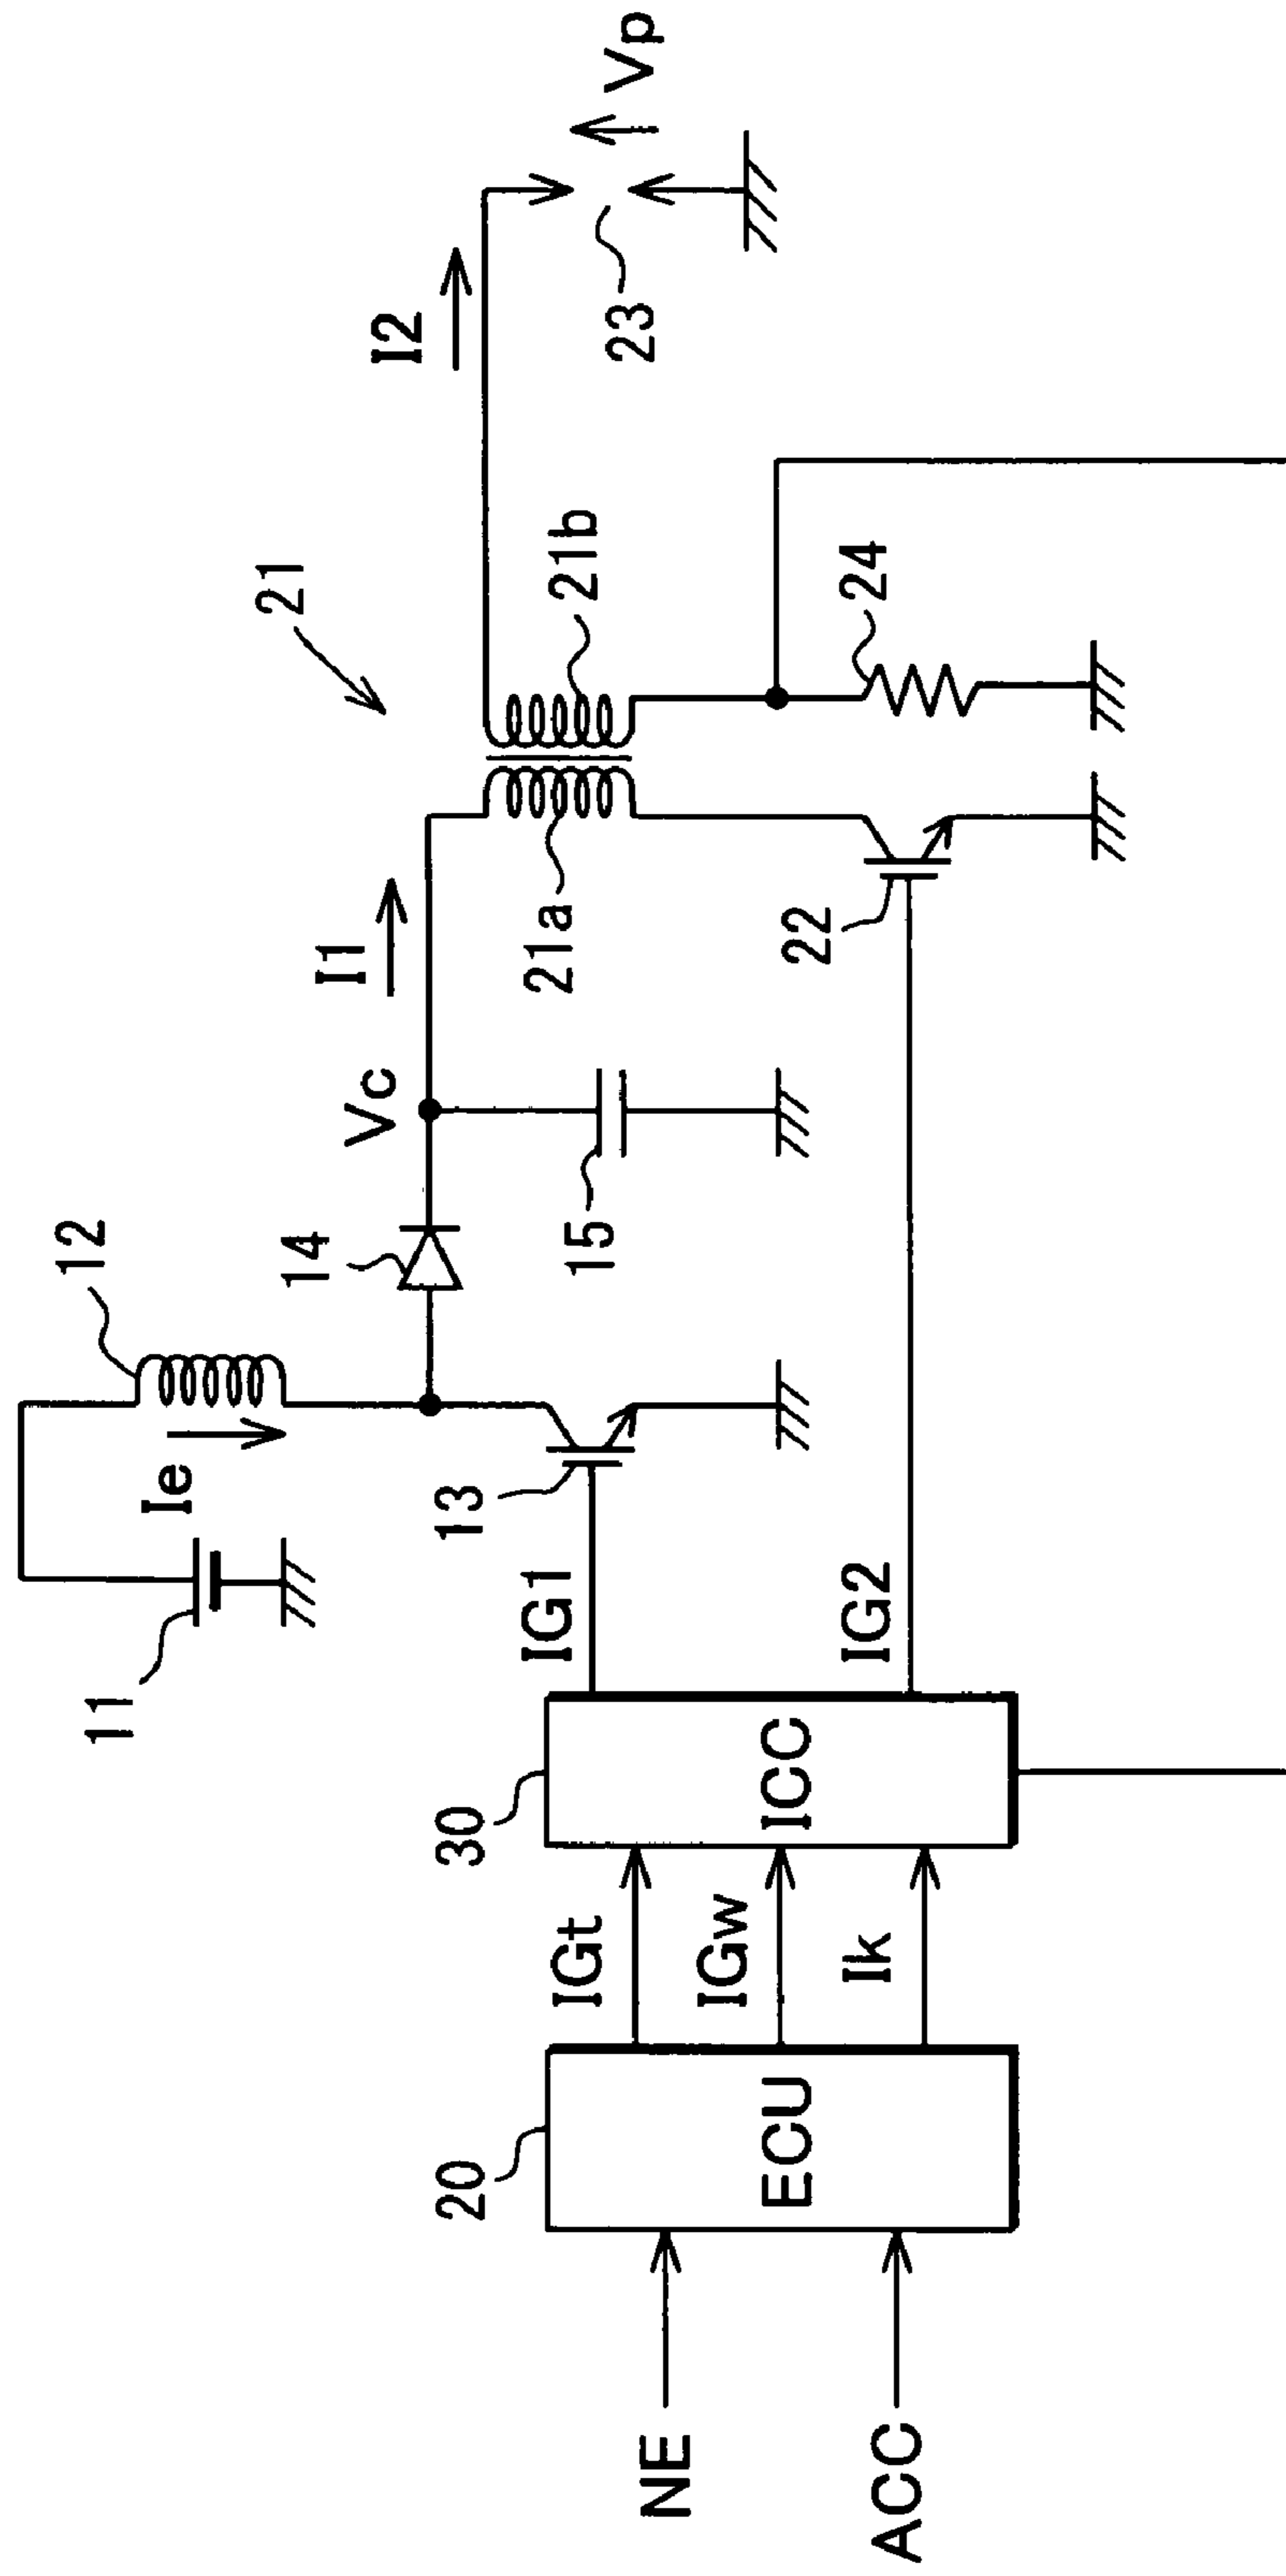 11
12
Ie
13
14
Vc
15
I1
21
21a
21b
I2
23
Vp
22
24
IG1
IG2
30
ICC
IGt
IGw
Ik
20
ECU
NE
ACC